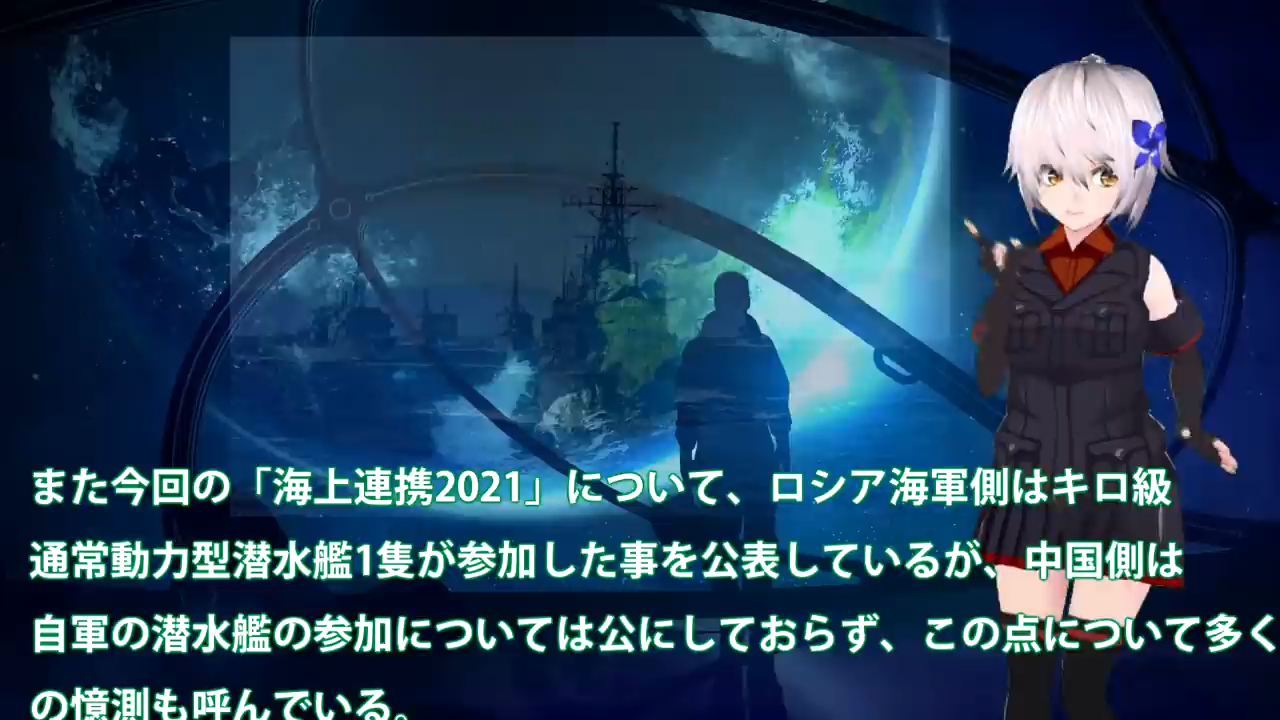 また今回の「海上連携2021」について、ロシア海軍側はキロ級
通常動力型潜水艦1隻が参加した事を公表しているが、中国側は
自軍の潜水艦の参加については公にしておらず、この点について多く
の憶測も呼んでいる。